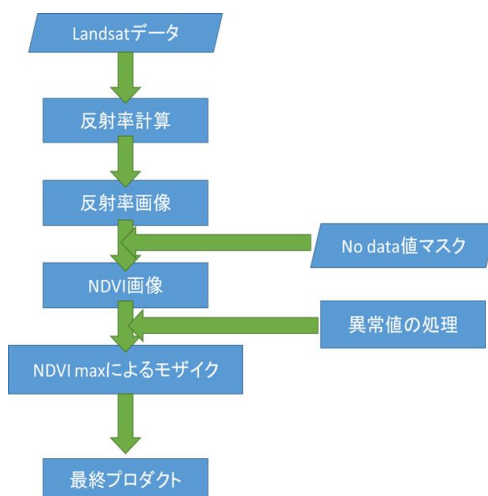 Landsatデータ
反射率計算
反射率画像
No data値マスク
NDVI画像
異常値の処理
NDVI maxによるモザイク
最終プロダクト